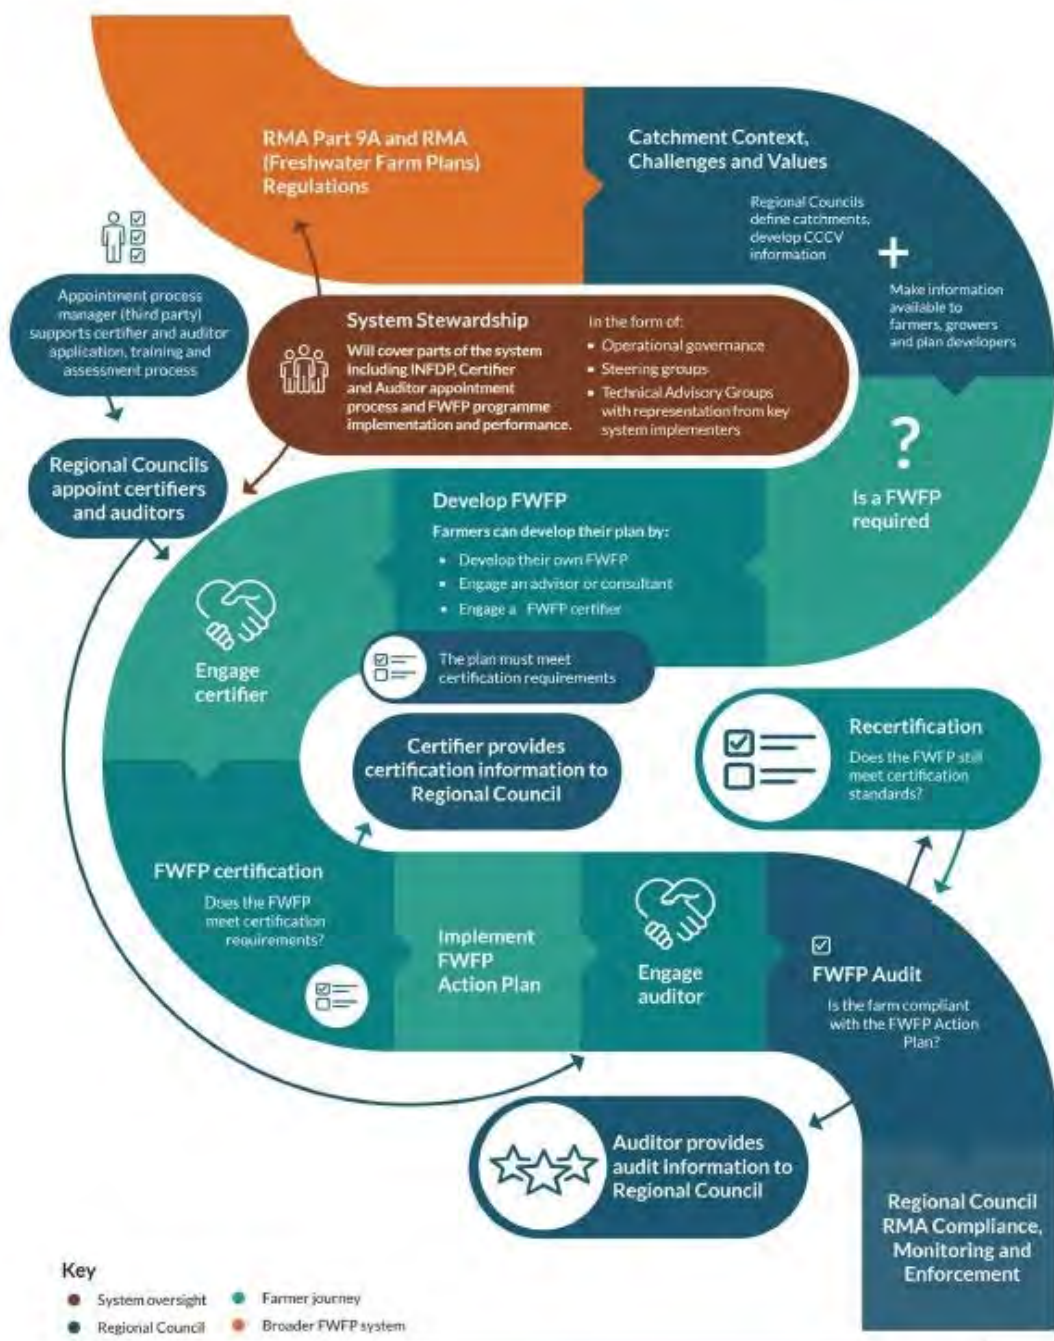 RMA Part 9A and RMA
(Freshwater Farm Plans)
Regulations
Catchment Context,
Challenges and Values
Regional Councils
define catchments,
develop CCCV
information
Make information
available to
farmers, growers
and plan developers
Appointment process
manager (third party)
supports certifier and auditor
application, training and
assessment process
System Stewardship
Will cover parts of the system
including INFDP, Certifier
and Auditor appointment
process and FWFP programme
implementation and performance.
In the form of:
• Operational governance
• Steering groups
• Technical Advisory Groups
with representation from key
system implementers
Regional Councils
appoint certifiers
and auditors
?
Is a FWFP
required
Develop FWFP
Farmers can develop their plan by:
• Develop their own FWFP
• Engage an advisor or consultant
• Engage a FWFP certifier
The plan must meet
certification requirements
Engage
certifier
Certifier provides
certification information to
Regional Council
Recertification
Does the FWFP still
meet certification
standards?
FWFP certification
Does the FWFP
meet certification
requirements?
Implement
FWFP
Action Plan
Engage
auditor
FWFP Audit
Is the farm compliant
with the FWFP Action
Plan?
Auditor provides
audit information to
Regional Council
Regional Council
RMA Compliance,
Monitoring and
Enforcement
Key
System oversight
Farmer journey
Regional Council
Broader FWFP system